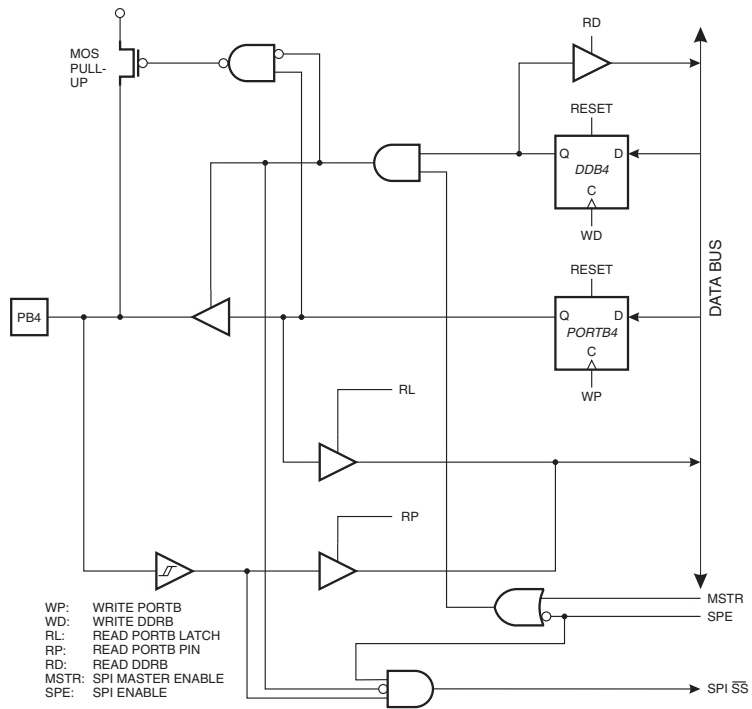 RD
MOS
PULL-
UP
RESET
Q D
DDB4
C
WD
RESET
DATA BUS
PB4
Q D
PORTB4
C
WP
RL
RP
WP: WRITE PORTB
WD: WRITE DDRB
RL: READ PORTB LATCH
RP: READ PORTB PIN
RD: READ DDRB
MSTR: SPI MASTER ENABLE
SPE: SPI ENABLE
MSTR
SPE
SPI S̅S̅